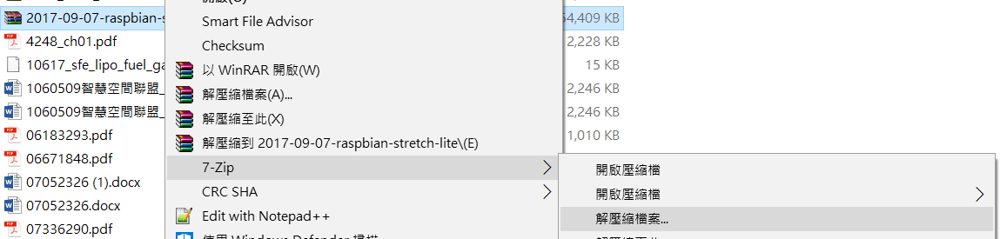 2017-09-07-raspbian-s
4248_ch01.pdf
10617_sfe_lipo_fuel_ga
1060509智慧空間聯盟_
1060509智慧空間聯盟_
06183293.pdf
06671848.pdf
07052326 (1).docx
07052326.docx
07336290.pdf
Smart File Advisor
Checksum
以 WinRAR 開啟(W)
解壓縮檔案(A)...
解壓縮至此(X)
解壓縮到 2017-09-07-raspbian-stretch-lite\(E)
7-Zip
CRC SHA
Edit with Notepad++
使用 Windows Defender 掃描
54,409 KB
2,228 KB
15 KB
2,246 KB
2,246 KB
1,010 KB
開啟壓縮檔
開啟壓縮檔
解壓縮檔案...
解壓縮至此